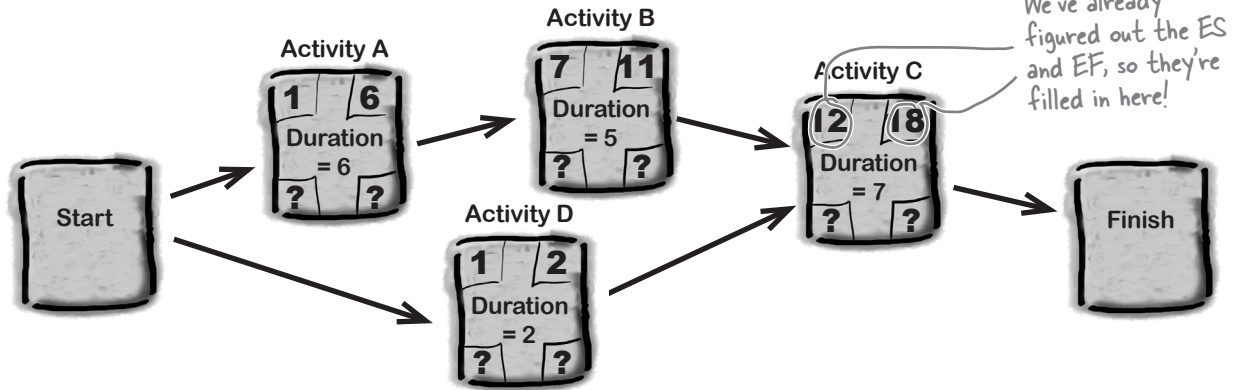 We've already
figured out the ES
and EF, so they're
filled in here!
Activity B
7 11
Duration
= 5
? ?
Activity A
1 6
Duration
= 6
? ?
Activity C
12 18
Duration
= 7
? ?
Start
Finish
Activity D
1 2
Duration
= 2
? ?